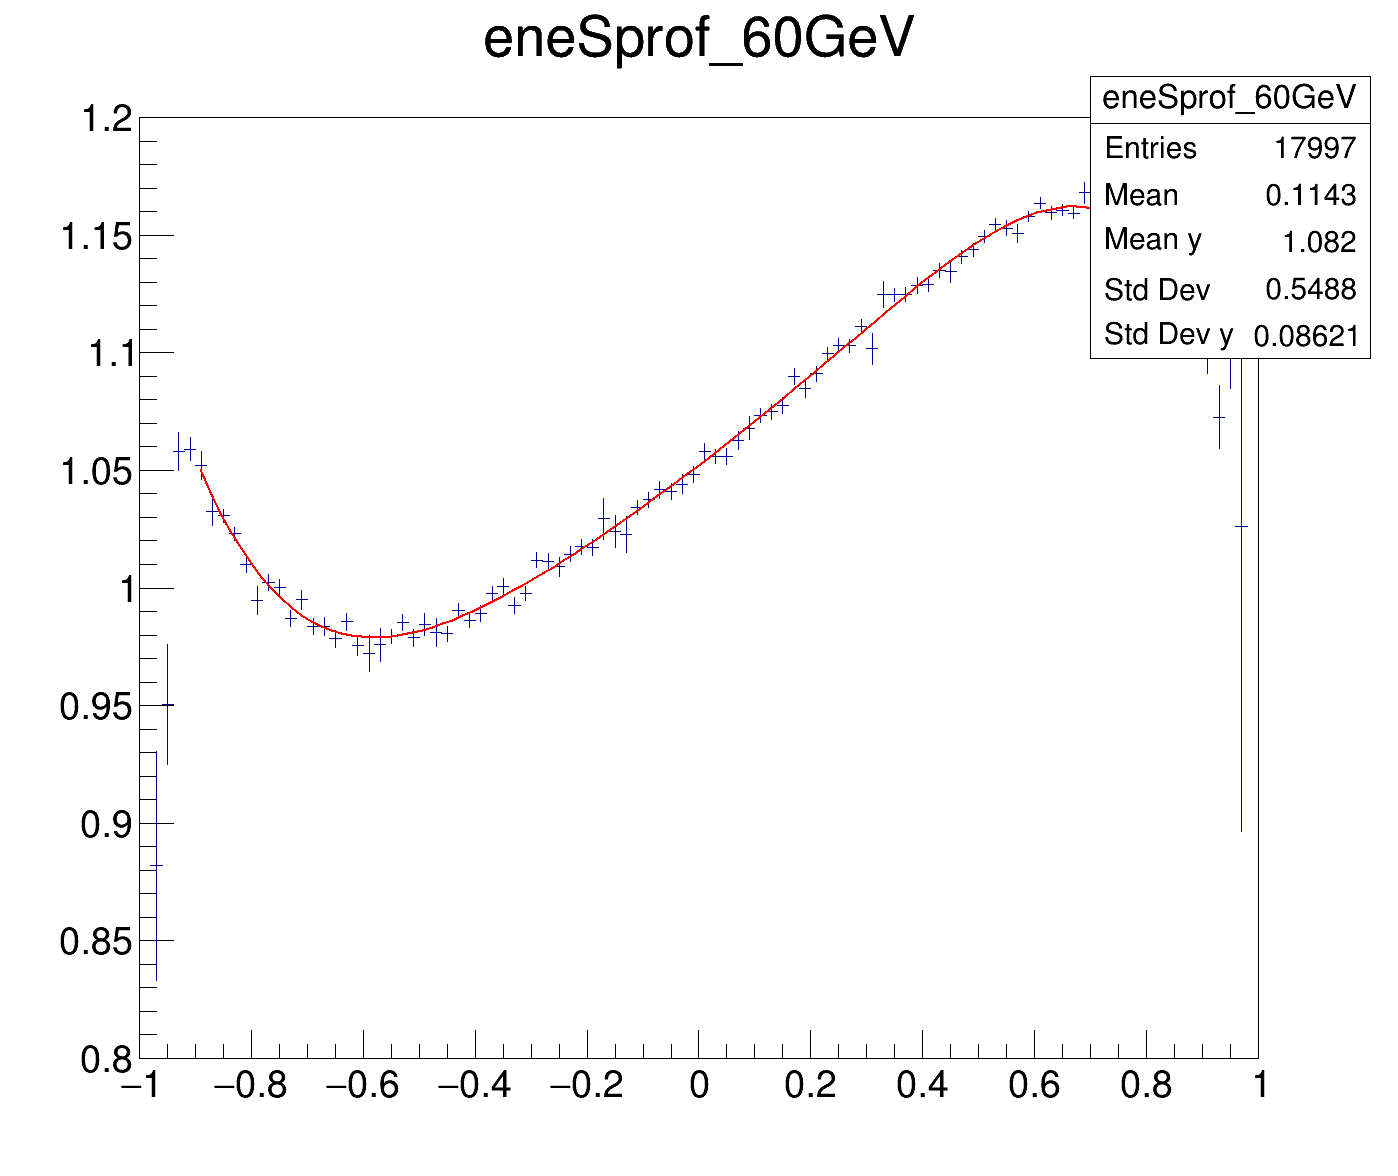 eneSprof_60GeV
eneSprof_60GeV
Entries 17997
Mean 0.1143
Mean y 1.082
Std Dev 0.5488
Std Dev y 0.08621
1.2
1.15
1.1
1.05
1
0.95
0.9
0.85
0.8
−1 −0.8 −0.6 −0.4 −0.2 0 0.2 0.4 0.6 0.8 1